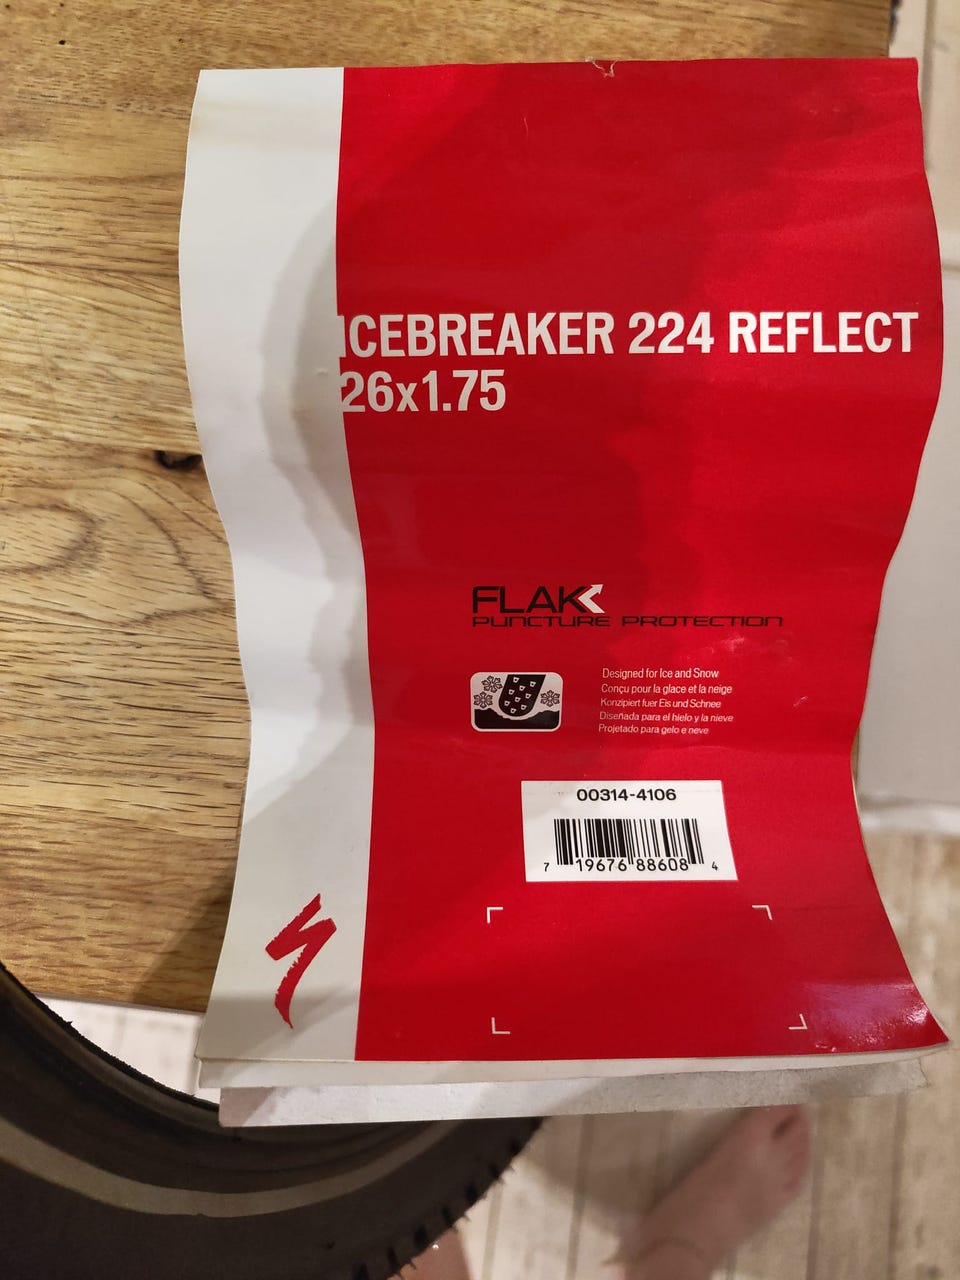 ICEBREAKER 224 REFLECT
26x1.75
FLAK
PUNCTURE PROTECTION
Designed for Ice and Snow
Conçu pour la glace et la neige
Konzipiert fuer Eis und Schnee
Diseñada para el hielo y la nieve
Projetado para gelo e neve
00314-4106
7 19676 88608 4